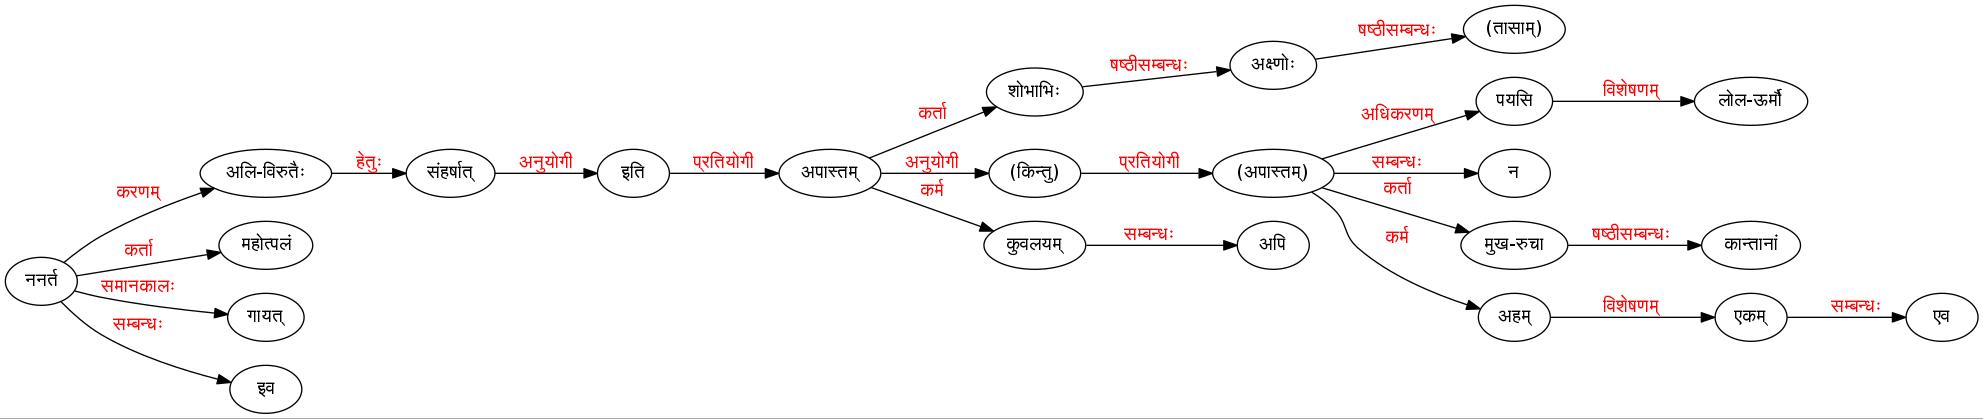 षष्ठीसम्बन्धः (तासाम्)
षष्ठीसम्बन्धः अक्ष्णोः
शोभाभिः विशेषणम्
कर्ता अधिकरणम् पयसि लोल-ऊर्मौ
करणम् अलि-विरुतैः हेतुः संहर्षात् अनुयोगी इति प्रतियोगी अपास्तम् अनुयोगी (किन्तु) प्रतियोगी (अपास्तम्) सम्बन्धः न
कर्म कर्ता
कर्ता महोत्पलं कुवलयम् सम्बन्धः अपि कर्म मुख-रुचा षष्ठीसम्बन्धः कान्तानां
ननर्त समानकालः
सम्बन्धः गायत् अहम् विशेषणम् एकम् सम्बन्धः एव
इव